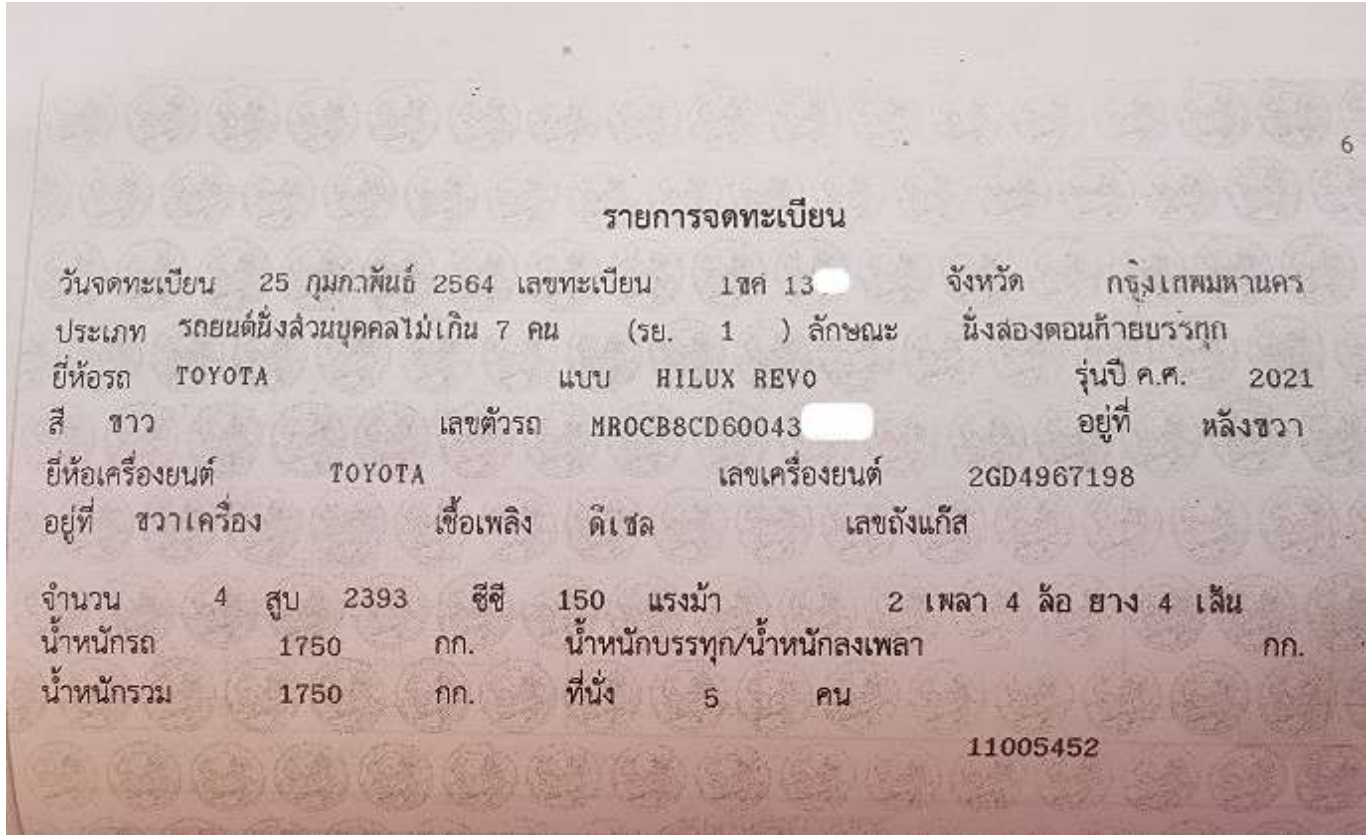 6
รายการจดทะเบียน
วันจดทะเบียน 25 กุมภาพันธ์ 2564 เลขทะเบียน 1ฃค 13 จังหวัด กรุงเทพมหานคร
ประเภท รถยนต์นั่งส่วนบุคคลไม่เกิน 7 คน (รย. 1 ) ลักษณะ นั่งสองตอนท้ายบรรทุก
ยี่ห้อรถ TOYOTA แบบ HILUX REVO รุ่นปี ค.ศ. 2021
สี ขาว เลขตัวรถ MR0CB8CD60043 อยู่ที่ หลังขวา
ยี่ห้อเครื่องยนต์ TOYOTA เลขเครื่องยนต์ 2GD4967198
อยู่ที่ ขวาเครื่อง เชื้อเพลิง ดีเซล เลขถังแก๊ส
จำนวน 4 สูบ 2393 ซีซี 150 แรงม้า 2 เพลา 4 ล้อ ยาง 4 เส้น
น้ำหนักรถ 1750 กก. น้ำหนักบรรทุก/น้ำหนักลงเพลา กก.
น้ำหนักรวม 1750 กก. ที่นั่ง 5 คน
11005452